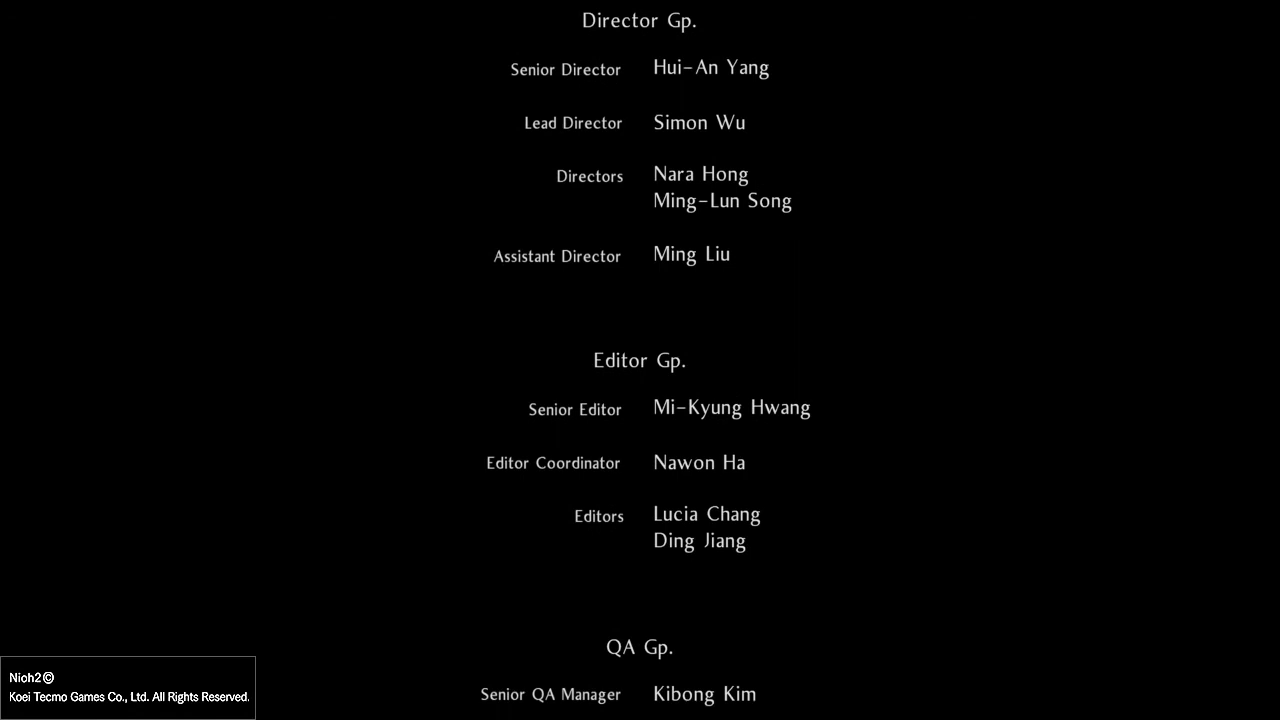 Director Gp.
Senior Director Hui-An Yang
Lead Director Simon Wu
Directors Nara Hong
Ming-Lun Song
Assistant Director Ming Liu
Editor Gp.
Senior Editor Mi-Kyung Hwang
Editor Coordinator Nawon Ha
Editors Lucia Chang
Ding Jiang
QA Gp.
Senior QA Manager Kibong Kim
Nioh2©
Koei Tecmo Games Co., Ltd. All Rights Reserved.